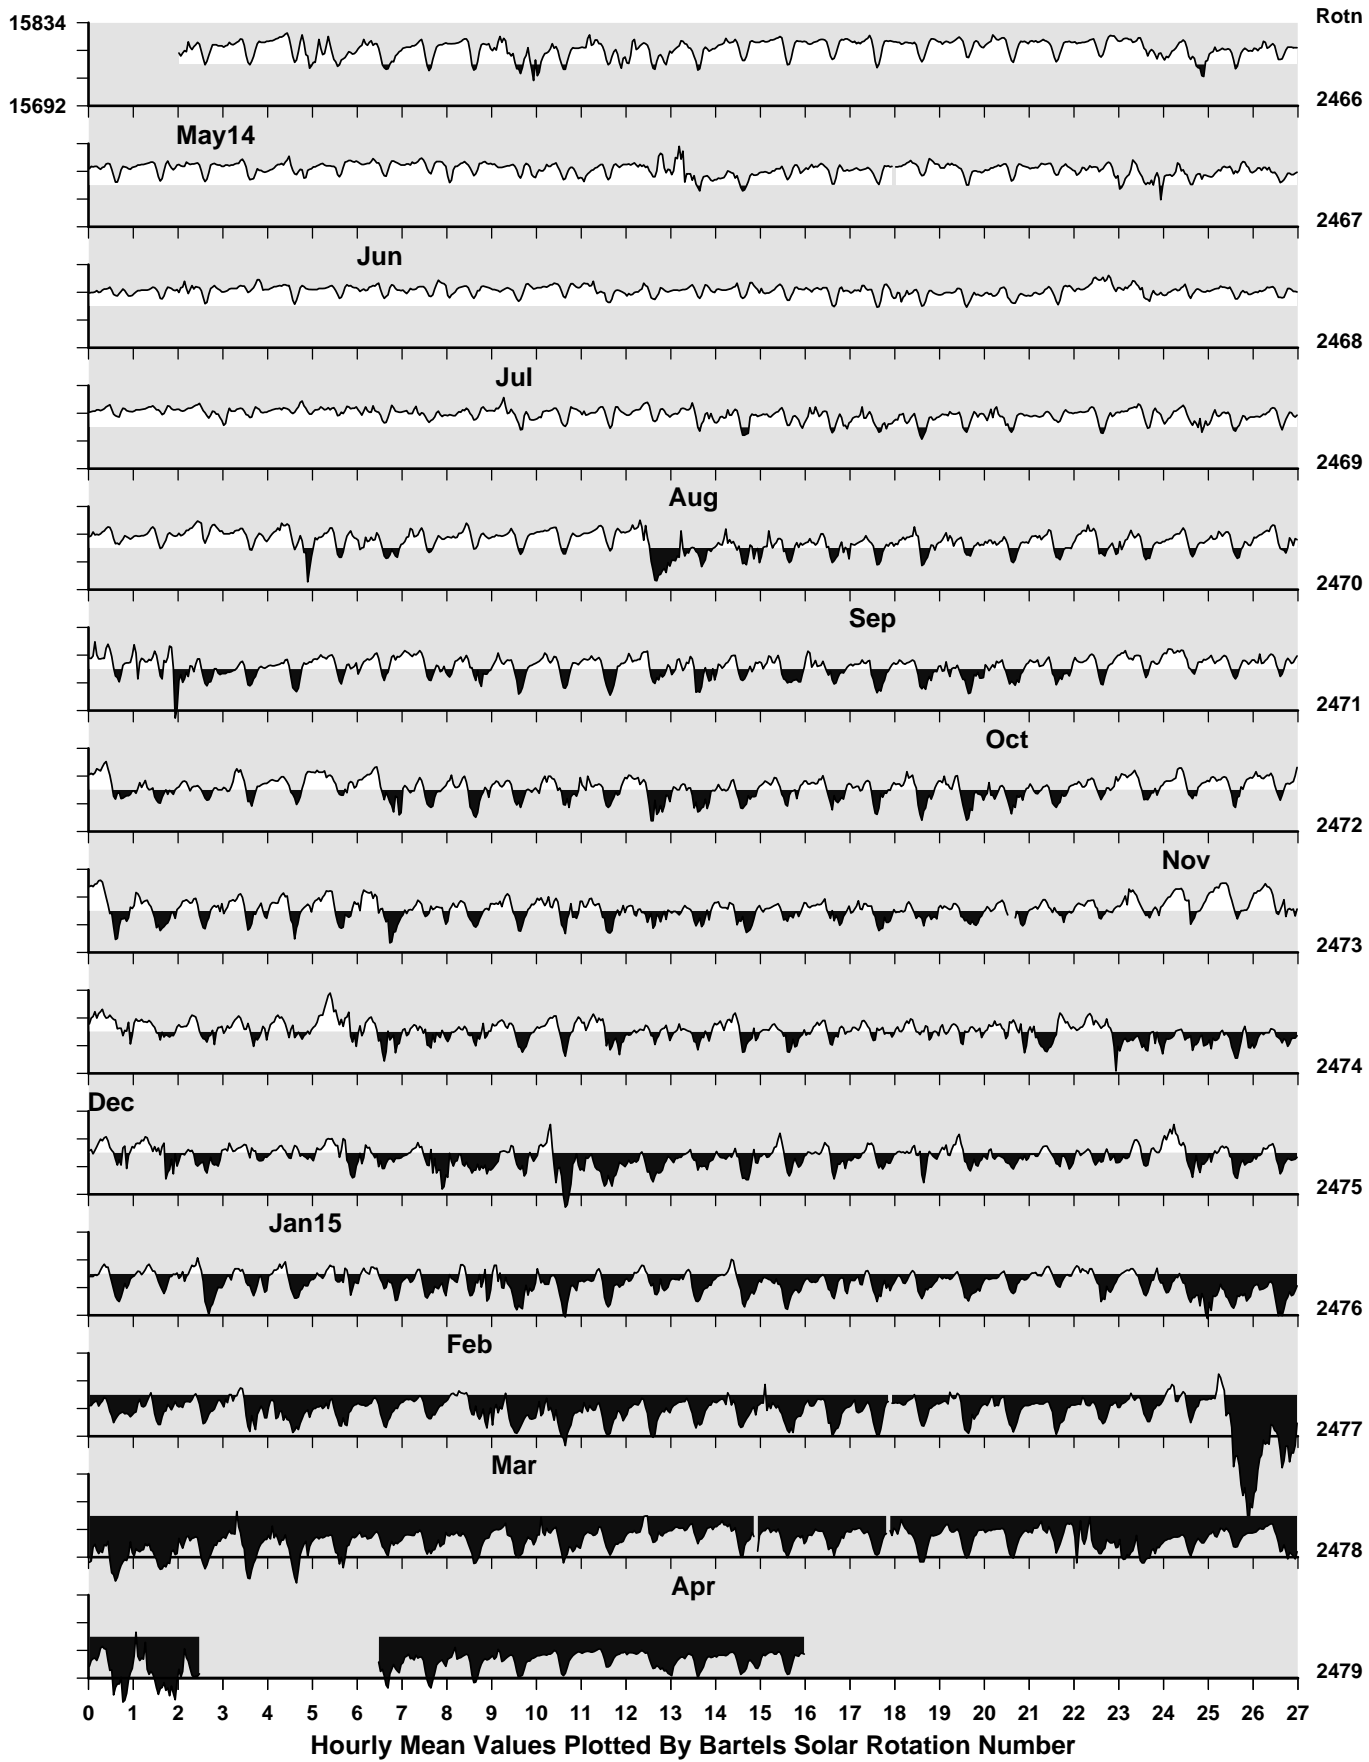 15834
Rotn
15692
2466
May14
2467
Jun
2468
Jul
2469
Aug
2470
Sep
2471
Oct
2472
Nov
2473
2474
Dec
2475
Jan15
2476
Feb
2477
Mar
2478
Apr
2479
0 1 2 3 4 5 6 7 8 9 10 11 12 13 14 15 16 17 18 19 20 21 22 23 24 25 26 27
Hourly Mean Values Plotted By Bartels Solar Rotation Number